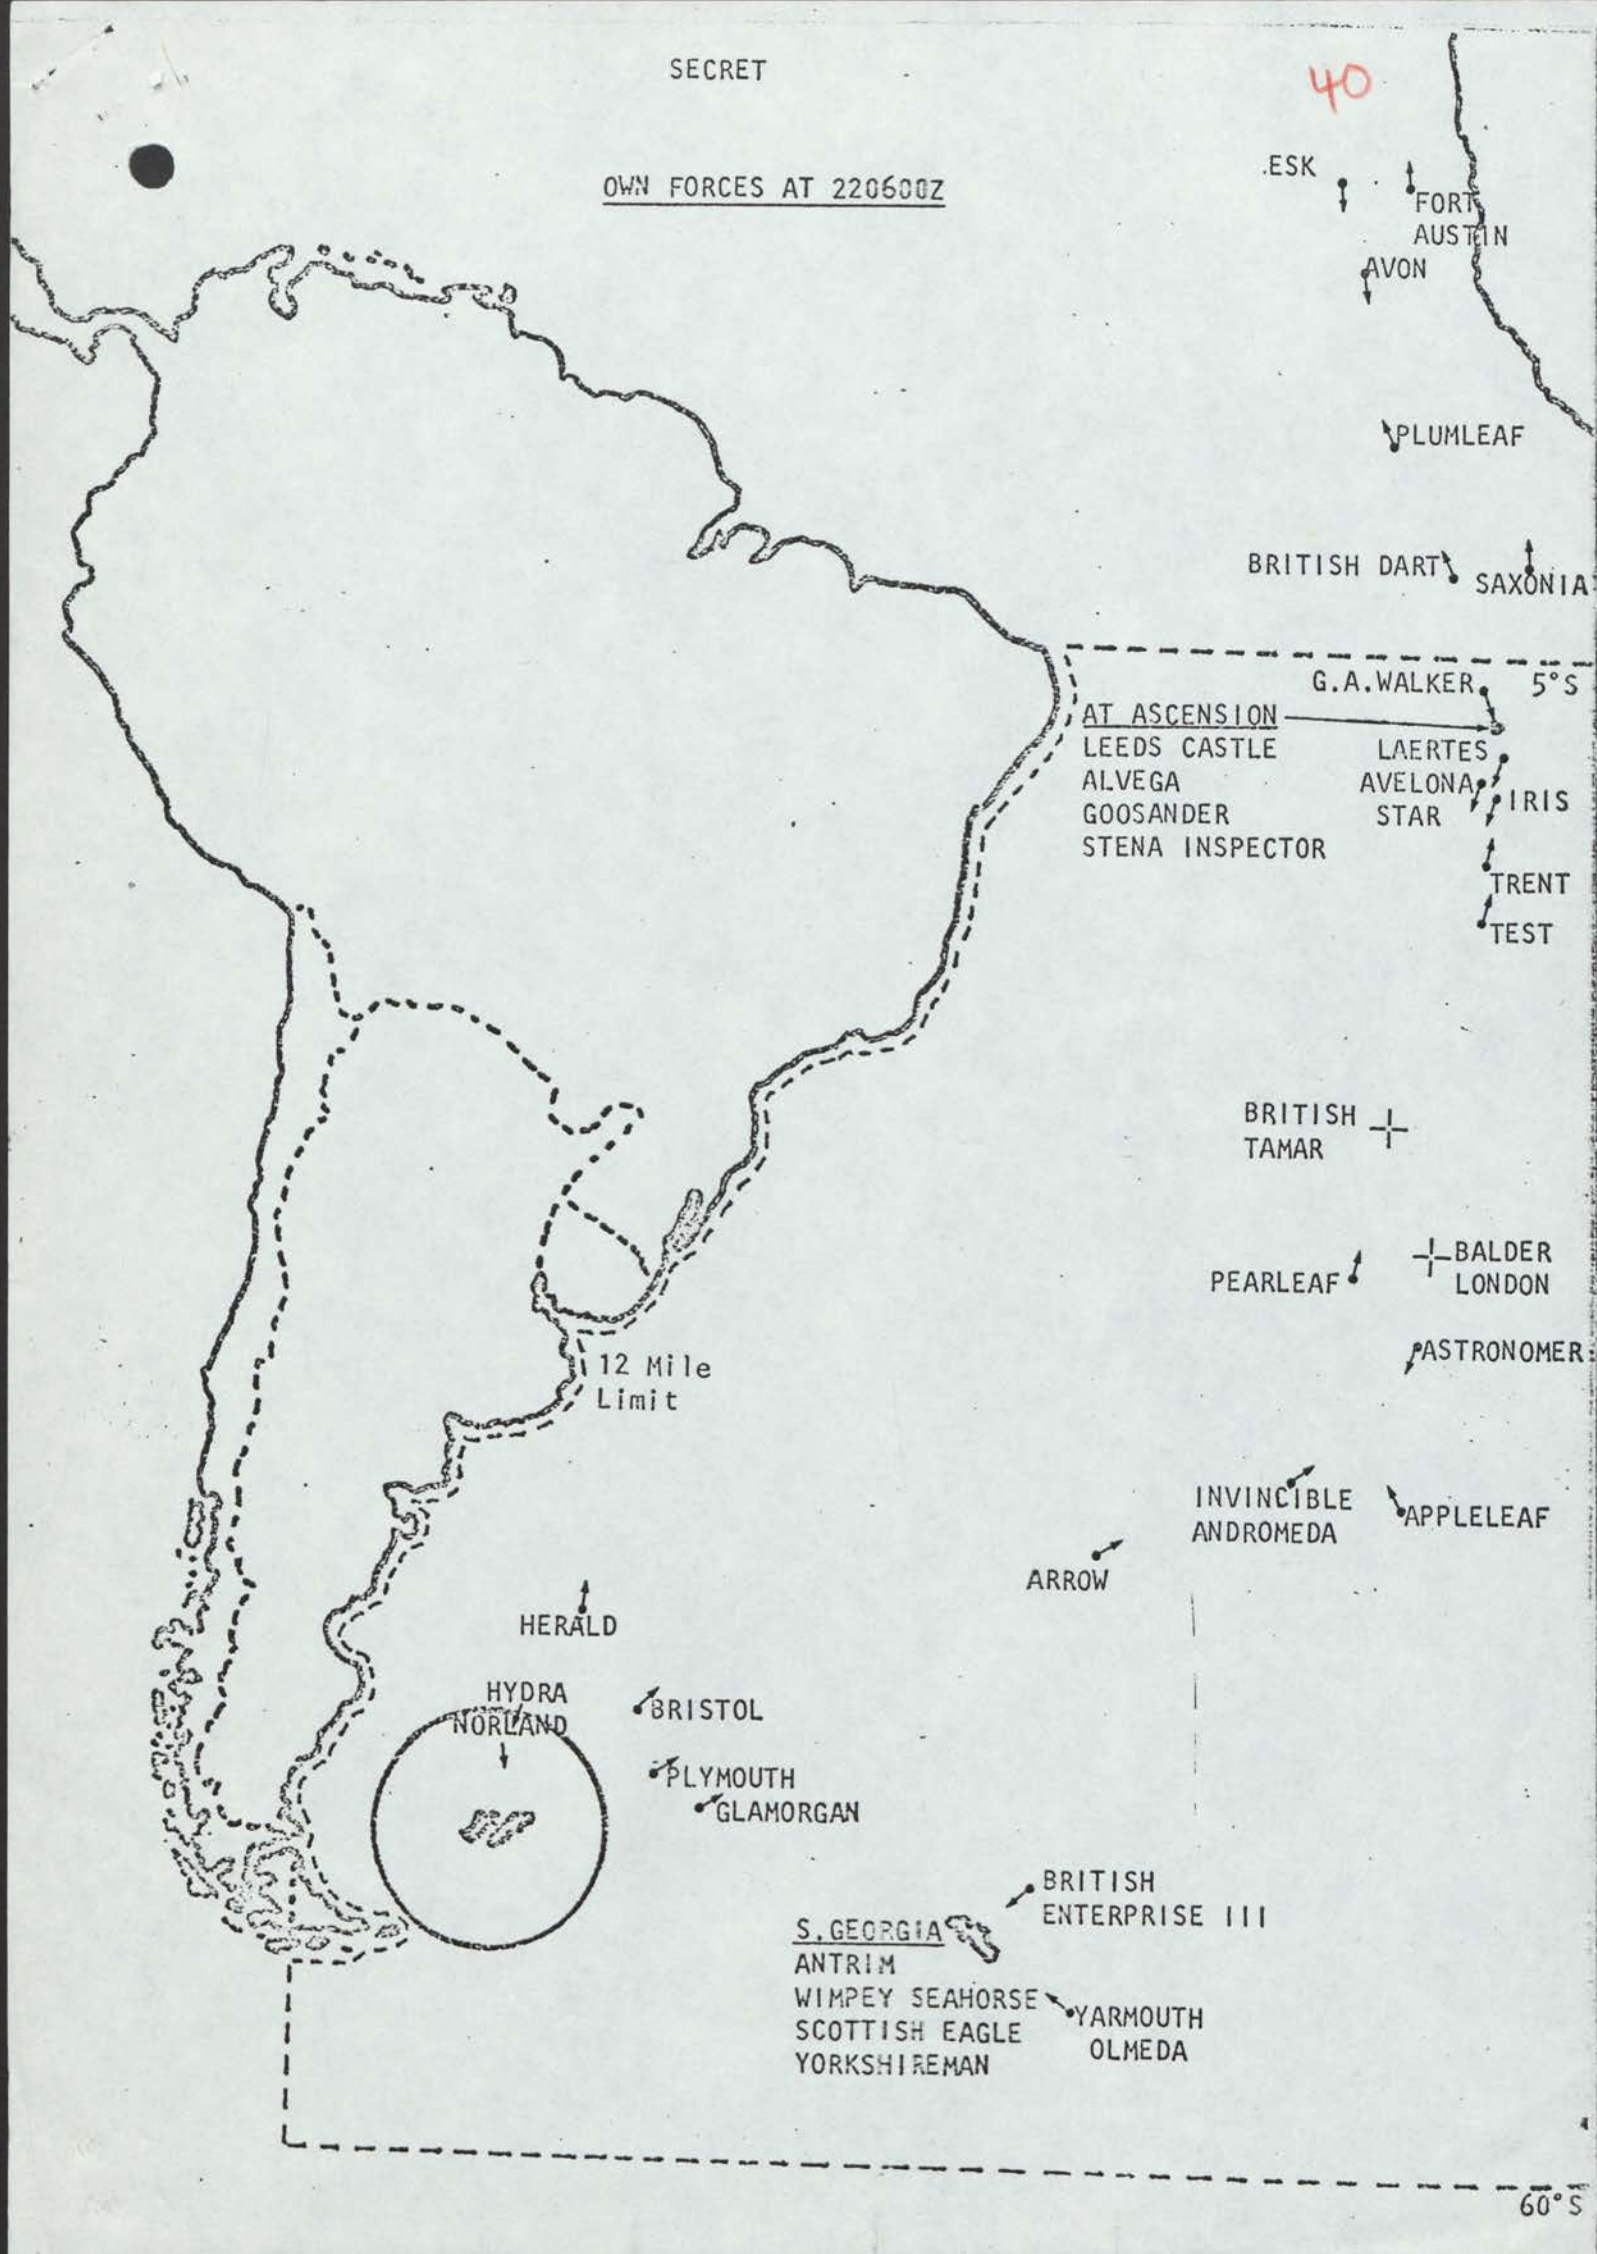 SECRET
40
OWN FORCES AT 220600Z
ESK
FORT
AUSTIN
AVON
PLUMLEAF
BRITISH DART
SAXONIA
G.A.WALKER
5°S
AT ASCENSION
LEEDS CASTLE
ALVEGA
GOOSANDER
STENA INSPECTOR
LAERTES
AVELONA
STAR
IRIS
TRENT
TEST
BRITISH
TAMAR
BALDER
LONDON
PEARLEAF
ASTRONOMER
12 Mile
Limit
INVINCIBLE
ANDROMEDA
APPLELEAF
ARROW
HERALD
HYDRA
NORLAND
BRISTOL
PLYMOUTH
GLAMORGAN
BRITISH
ENTERPRISE III
S.GEORGIA
ANTRIM
WIMPEY SEAHORSE
SCOTTISH EAGLE
YORKSHIREMAN
YARMOUTH
OLMEDA
60°S